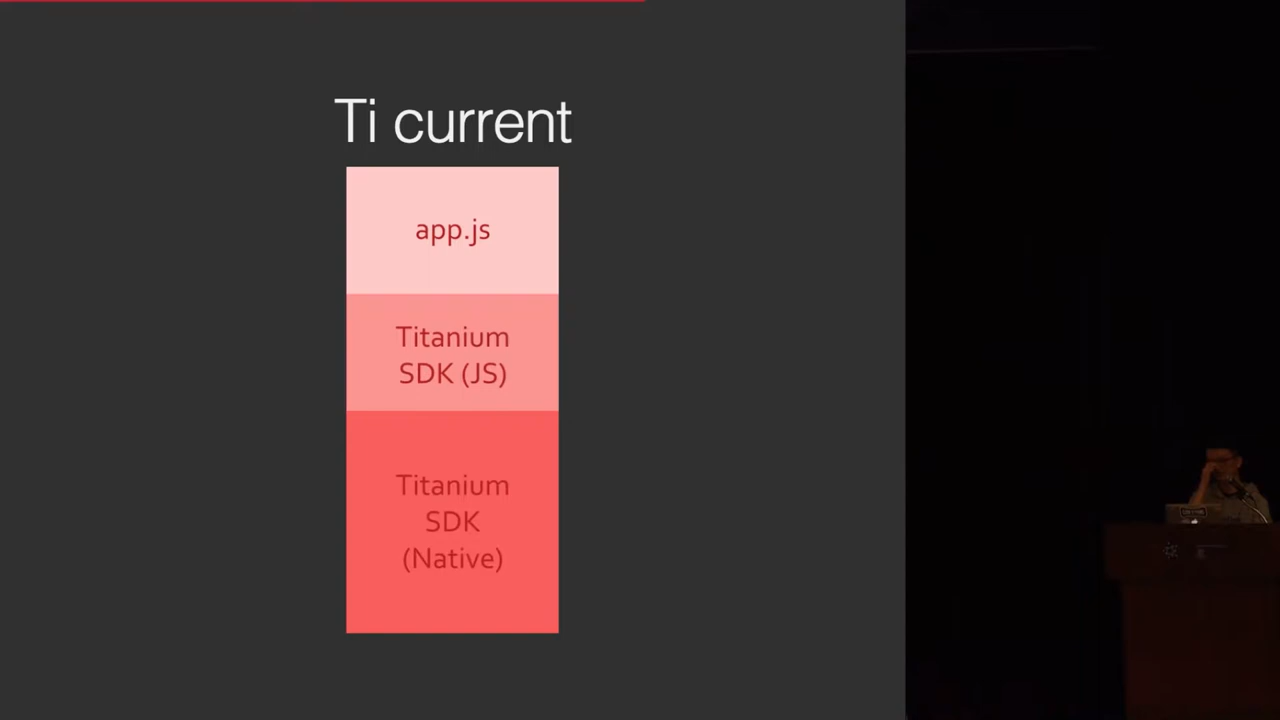 Ti current
app.js
Titanium
SDK (JS)
Titanium
SDK
(Native)